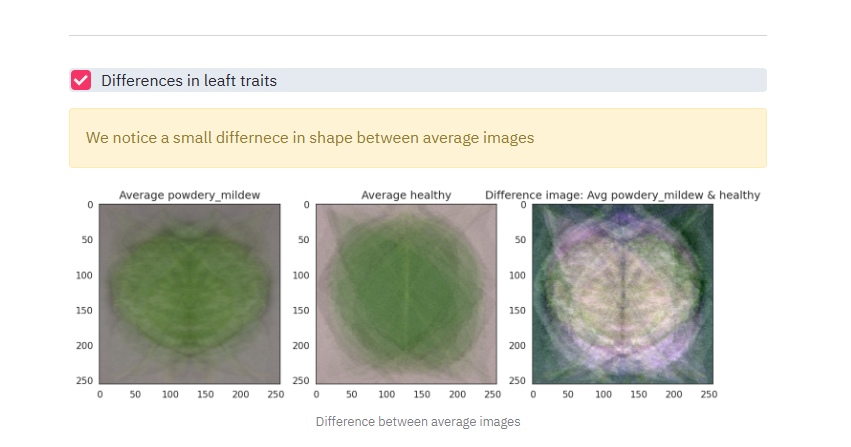 Differences in leaft traits
We notice a small differnece in shape between average images
Average powdery_mildew Average healthy Difference image: Avg powdery_mildew & healthy
0 0 0
50 50 50
100 100 100
150 150 150
200 200 200
250 250 250
0 50 100 150 200 250 0 50 100 150 200 250 0 50 100 150 200 250
Difference between average images